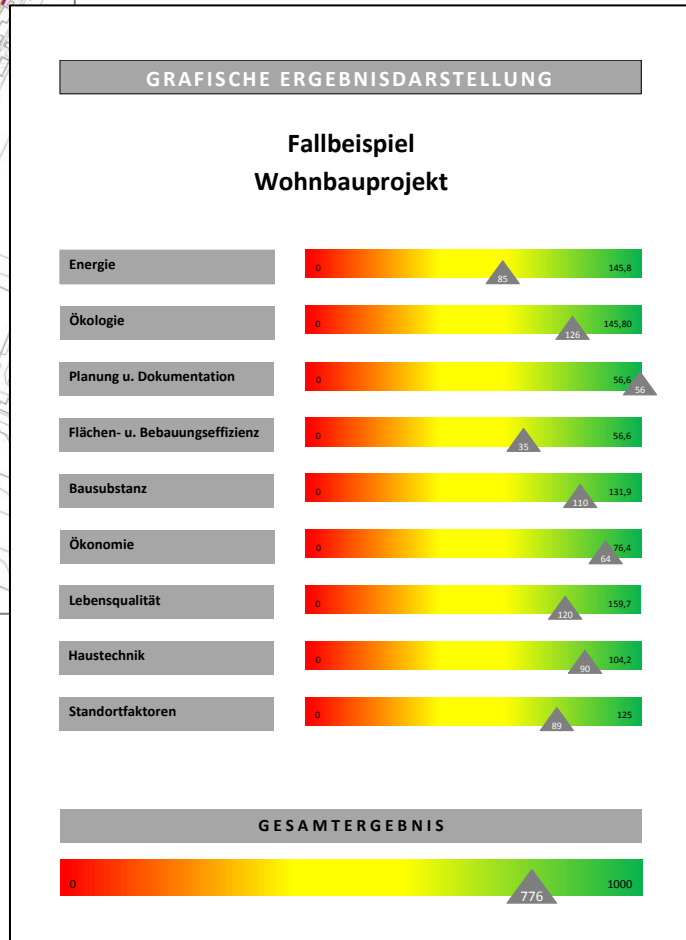 GRAFISCHE ERGEBNISDARSTELLUNG
Fallbeispiel
Wohnbauprojekt
Energie 0 85 145,8
Ökologie 0 126 145,80
Planung u. Dokumentation 0 56 56,6
Flächen- u. Bebauungseffizienz 0 35 56,6
Bausubstanz 0 110 131,9
Ökonomie 0 64 76,4
Lebensqualität 0 120 159,7
Haustechnik 0 90 104,2
Standortfaktoren 0 89 125
GESAMTERGEBNIS
0 776 1000